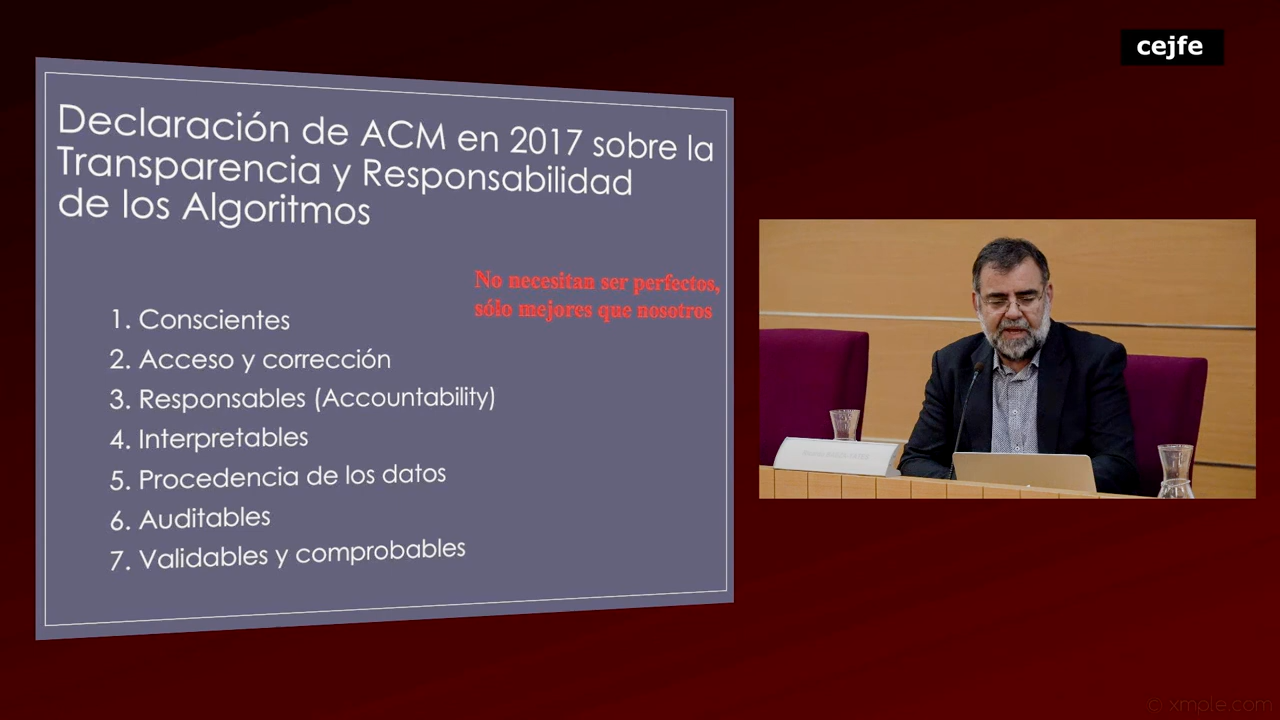 cejfe
Declaración de ACM en 2017 sobre la
Transparencia y Responsabilidad
de los Algoritmos
No necesitan ser perfectos,
sólo mejores que nosotros
1. Conscientes
2. Acceso y corrección
3. Responsables (Accountability)
4. Interpretables
5. Procedencia de los datos
6. Auditables
7. Validables y comprobables
© xmple.com